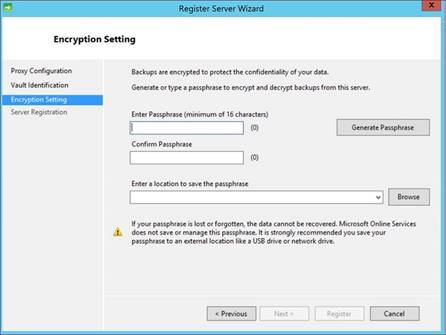 Register Server Wizard
x
Encryption Setting
Proxy Configuration
Vault Identification
Encryption Setting
Server Registration
Backups are encrypted to protect the confidentiality of your data.
Generate or type a passphrase to encrypt and decrypt backups from this server.
Enter Passphrase (minimum of 16 characters)
(0)
Generate Passphrase
Confirm Passphrase
(0)
Enter a location to save the passphrase
Browse
If your passphrase is lost or forgotten, the data cannot be recovered. Microsoft Online Services
does not save or manage this passphrase. It is strongly recommended you save your
passphrase to an external location like a USB drive or network drive.
< Previous
Next >
Register
Cancel